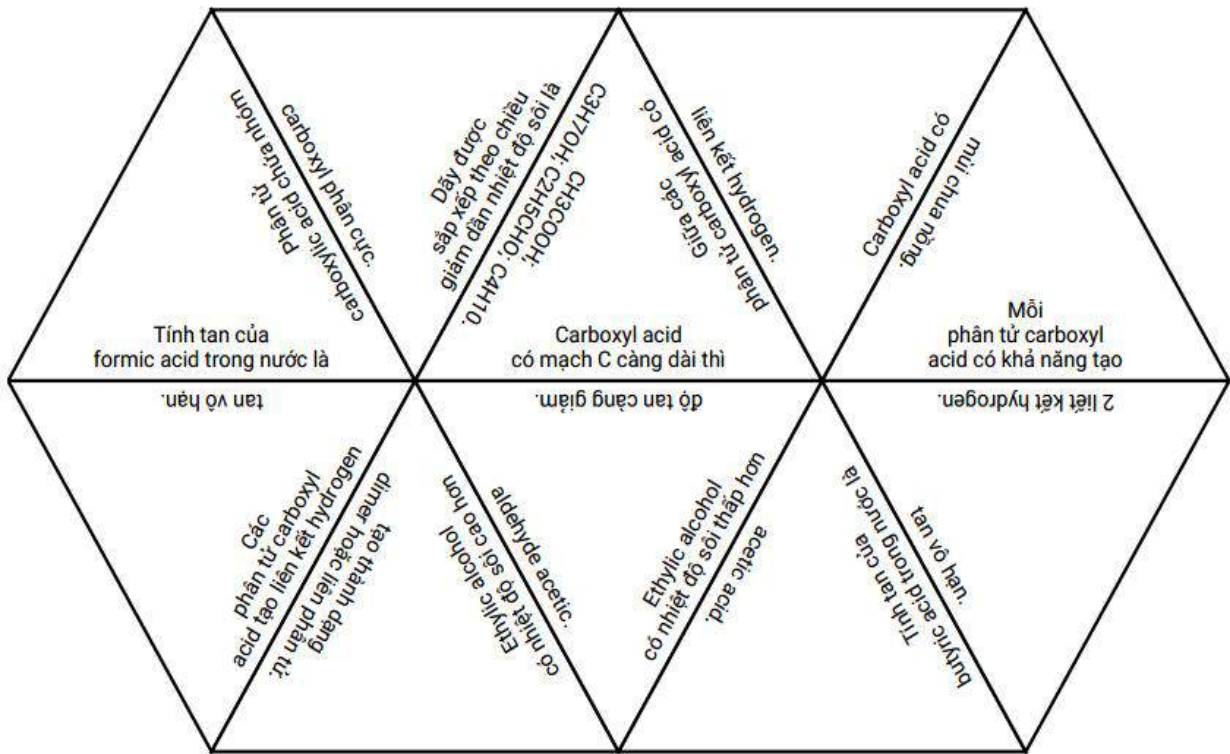 Phân tử
carboxylic acid chứa nhóm
carboxyl phân cực.
Dãy được
sắp xếp theo chiều
giảm dần nhiệt độ sôi là
CH3COOH;
C3H7OH; C2H5CHO; C4H10.
Giữa các
phân tử carboxyl acid có
liên kết hydrogen.
Carboxyl acid có
mùi chua nồng.
Tính tan của
formic acid trong nước là
tan vô hạn.
Carboxyl acid
có mạch C càng dài thì
độ tan càng giảm.
Mỗi
phân tử carboxyl
acid có khả năng tạo
2 liết kết hydrogen.
Các
phân tử carboxyl
acid tạo liên kết hydrogen
tạo thành dạng
dimer hoặc liên phân tử.
Ethylic alcohol
có nhiệt độ sôi cao hơn
aldehype acetic.
Ethylic alcohol
có nhiệt độ sôi thấp hơn
acetic acid.
Tính tan của
butyric acid trong nước là
tan vô hạn.